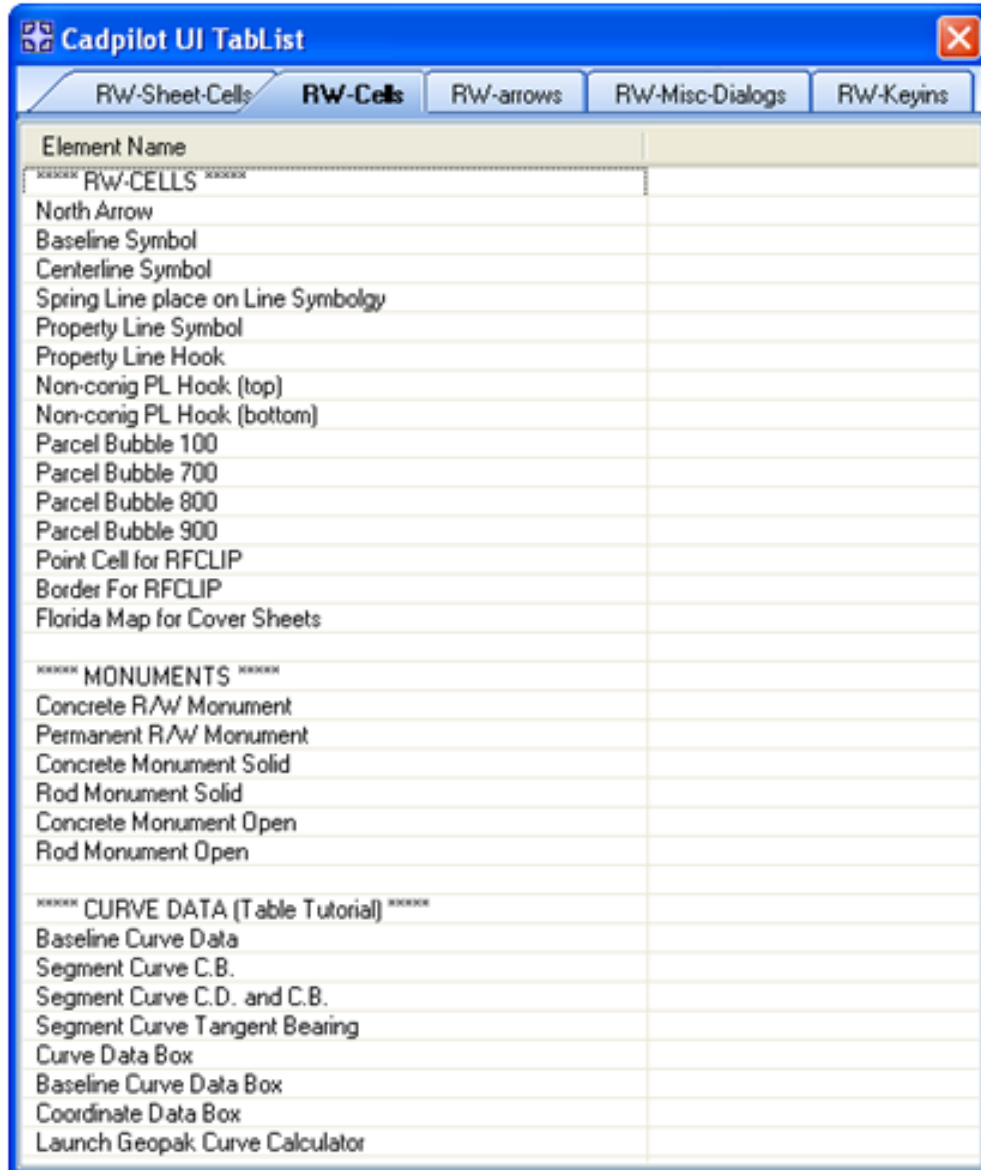 Cadpilot UI TabList
RW-Sheet-Cells RW-Cells RW-arrows RW-Misc-Dialogs RW-Keyins
Element Name
***** RW-CELLS *****
North Arrow
Baseline Symbol
Centerline Symbol
Spring Line place on Line Symbolgy
Property Line Symbol
Property Line Hook
Non-conig PL Hook (top)
Non-conig PL Hook (bottom)
Parcel Bubble 100
Parcel Bubble 700
Parcel Bubble 800
Parcel Bubble 900
Point Cell for RFCLIP
Border For RFCLIP
Florida Map for Cover Sheets
***** MONUMENTS *****
Concrete R/W Monument
Permanent R/W Monument
Concrete Monument Solid
Rod Monument Solid
Concrete Monument Open
Rod Monument Open
***** CURVE DATA (Table Tutorial) *****
Baseline Curve Data
Segment Curve C.B.
Segment Curve C.D. and C.B.
Segment Curve Tangent Bearing
Curve Data Box
Baseline Curve Data Box
Coordinate Data Box
Launch Geopak Curve Calculator